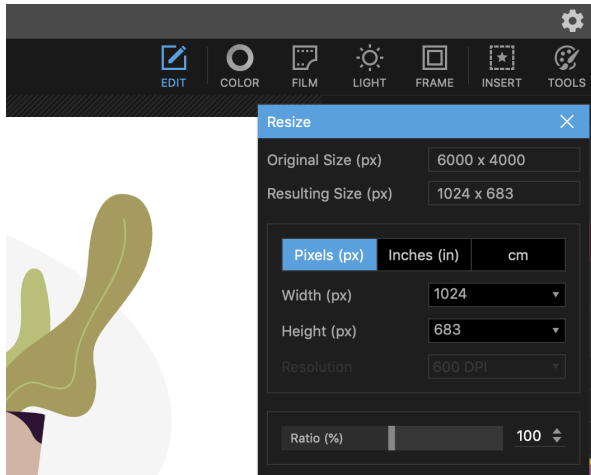 EDIT COLOR FILM LIGHT FRAME INSERT TOOLS
Resize
Original Size (px) 6000 x 4000
Resulting Size (px) 1024 x 683
Pixels (px) Inches (in) cm
Width (px) 1024
Height (px) 683
Resolution 600 DPI
Ratio (%) 100